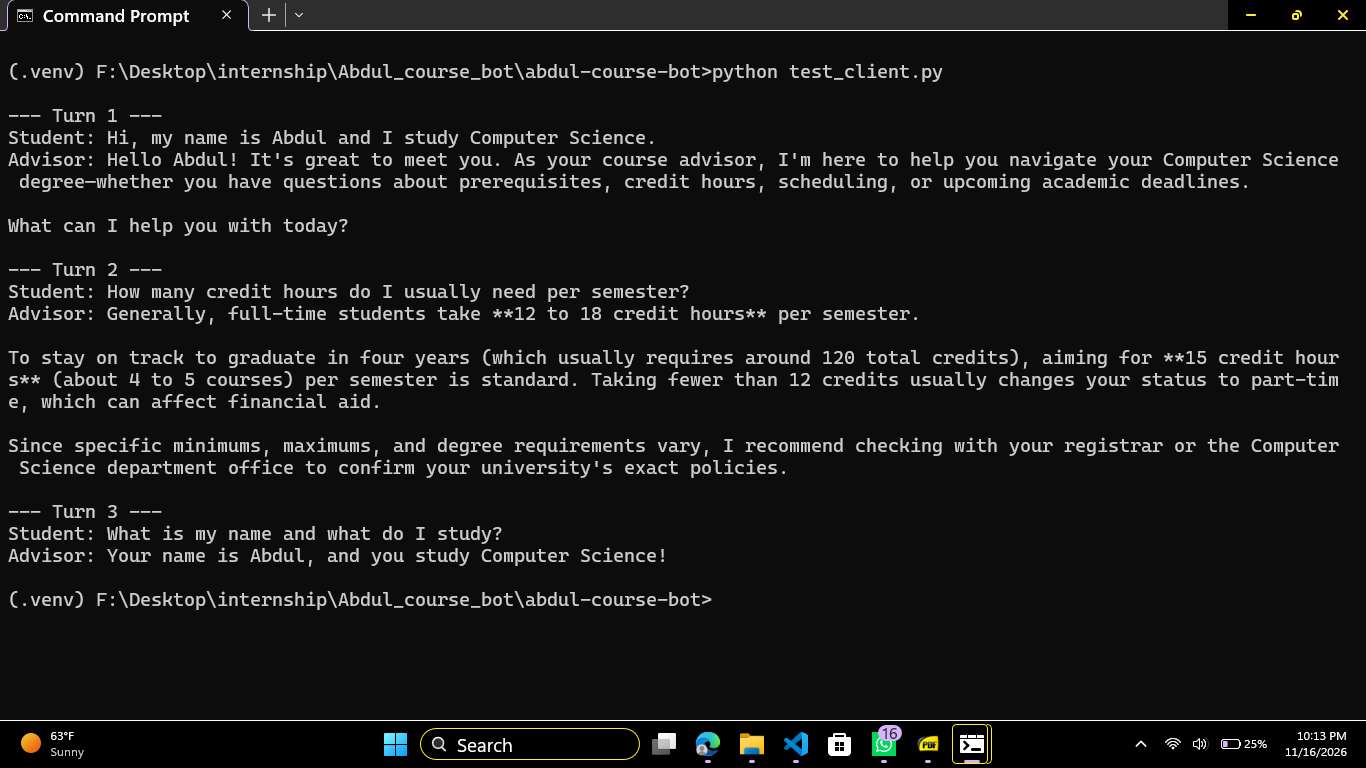 Command Prompt
(.venv) F:\Desktop\internship\Abdul_course_bot\abdul-course-bot>python test_client.py
--- Turn 1 ---
Student: Hi, my name is Abdul and I study Computer Science.
Advisor: Hello Abdul! It's great to meet you. As your course advisor, I'm here to help you navigate your Computer Science
degree—whether you have questions about prerequisites, credit hours, scheduling, or upcoming academic deadlines.
What can I help you with today?
--- Turn 2 ---
Student: How many credit hours do I usually need per semester?
Advisor: Generally, full-time students take **12 to 18 credit hours** per semester.
To stay on track to graduate in four years (which usually requires around 120 total credits), aiming for **15 credit hour
s** (about 4 to 5 courses) per semester is standard. Taking fewer than 12 credits usually changes your status to part-tim
e, which can affect financial aid.
Since specific minimums, maximums, and degree requirements vary, I recommend checking with your registrar or the Computer
Science department office to confirm your university's exact policies.
--- Turn 3 ---
Student: What is my name and what do I study?
Advisor: Your name is Abdul, and you study Computer Science!
(.venv) F:\Desktop\internship\Abdul_course_bot\abdul-course-bot>
63°F
Sunny
Search
16
PDF
25%
10:13 PM
11/16/2026